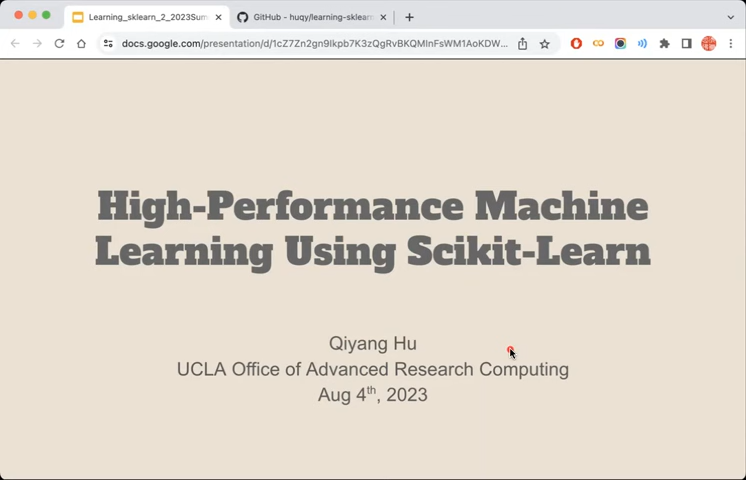 Learning_sklearn_2_2023Sum
GitHub - huqy/learning-sklearn
docs.google.com/presentation/d/1cZ7Zn2gn9Ikpb7K3zQgRvBKQMInFsWM1AoKDW...
High-Performance Machine
Learning Using Scikit-Learn
Qiyang Hu
UCLA Office of Advanced Research Computing
Aug 4th, 2023